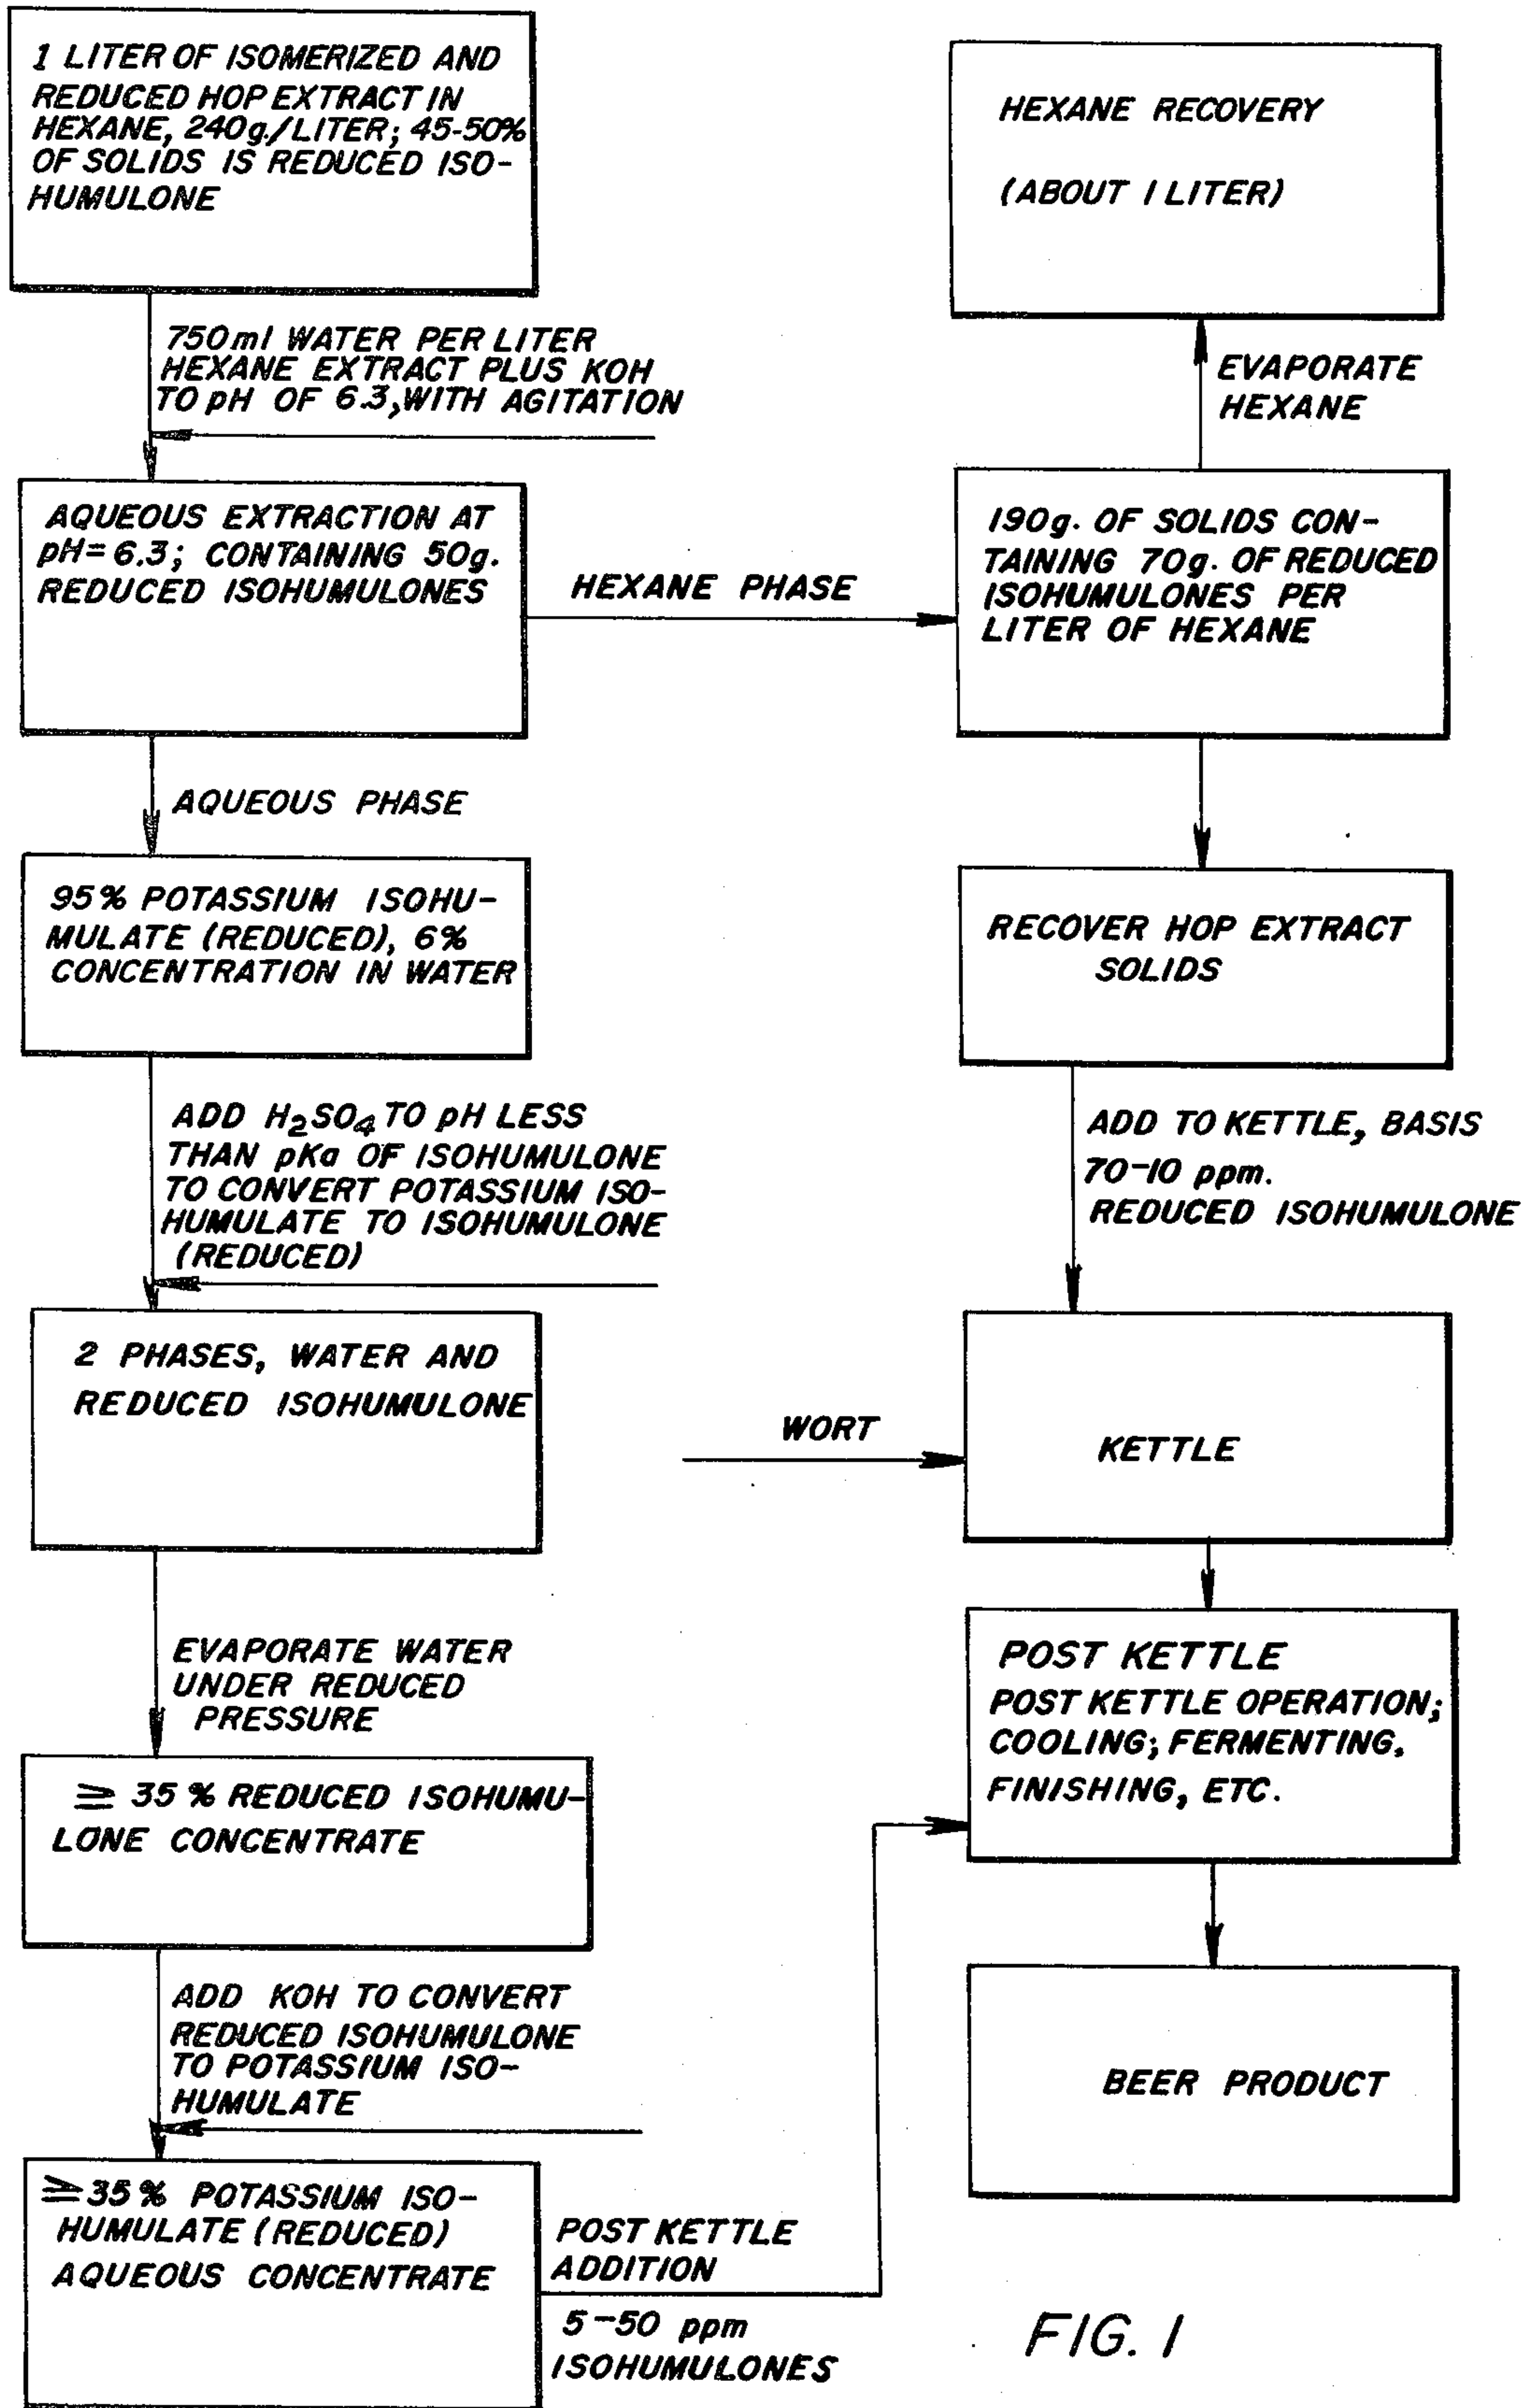 1 LITER OF ISOMERIZED AND
REDUCED HOP EXTRACT IN
HEXANE, 240g./LITER; 45-50%
OF SOLIDS IS REDUCED ISO-
HUMULONE
750ml WATER PER LITER
HEXANE EXTRACT PLUS KOH
TO pH OF 6.3, WITH AGITATION
AQUEOUS EXTRACTION AT
pH=6.3; CONTAINING 50g.
REDUCED ISOHUMULONES
AQUEOUS PHASE
95% POTASSIUM ISOHU-
MULATE (REDUCED), 6%
CONCENTRATION IN WATER
ADD H₂SO₄ TO pH LESS
THAN pKa OF ISOHUMULONE
TO CONVERT POTASSIUM ISO-
HUMULATE TO ISOHUMULONE
(REDUCED)
2 PHASES, WATER AND
REDUCED ISOHUMULONE
EVAPORATE WATER
UNDER REDUCED
PRESSURE
≧ 35% REDUCED ISOHUMU-
LONE CONCENTRATE
ADD KOH TO CONVERT
REDUCED ISOHUMULONE
TO POTASSIUM ISO-
HUMULATE
≧35% POTASSIUM ISO-
HUMULATE (REDUCED)
AQUEOUS CONCENTRATE
POST KETTLE
ADDITION
5-50 ppm
ISOHUMULONES
HEXANE PHASE
HEXANE RECOVERY
(ABOUT 1 LITER)
EVAPORATE
HEXANE
190g. OF SOLIDS CON-
TAINING 70g. OF REDUCED
ISOHUMULONES PER
LITER OF HEXANE
RECOVER HOP EXTRACT
SOLIDS
ADD TO KETTLE, BASIS
70-10 ppm.
REDUCED ISOHUMULONE
WORT
KETTLE
POST KETTLE
POST KETTLE OPERATION;
COOLING; FERMENTING,
FINISHING, ETC.
BEER PRODUCT
FIG. 1